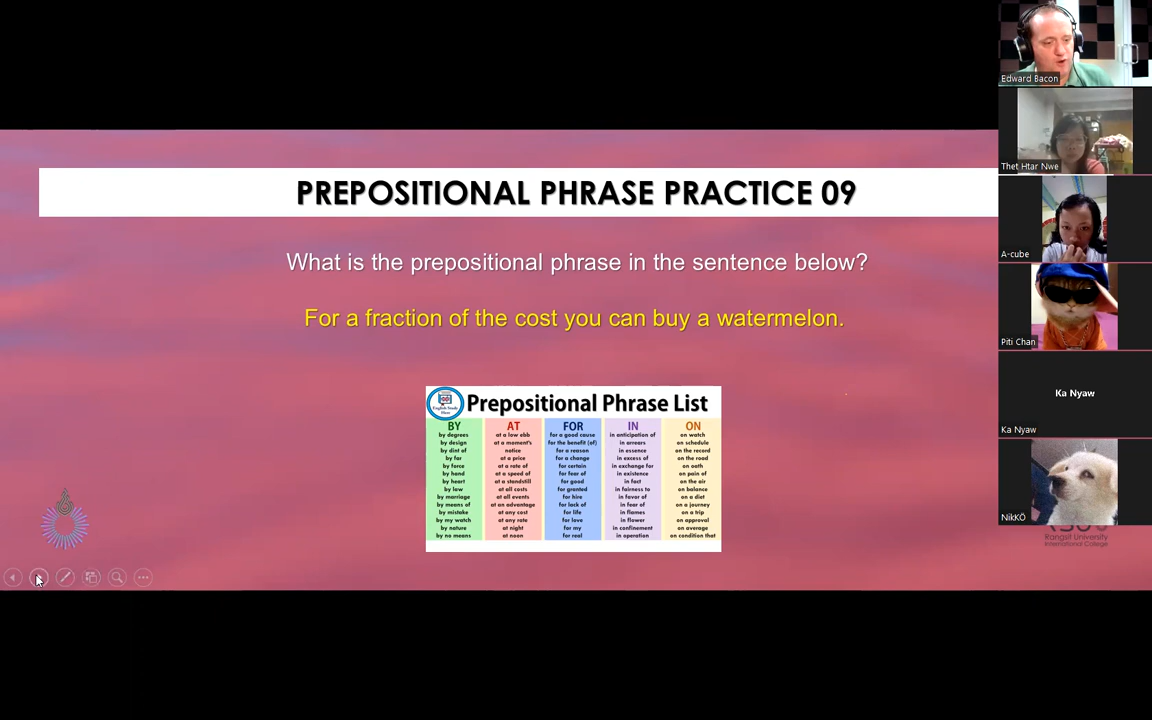 PREPOSITIONAL PHRASE PRACTICE 09
What is the prepositional phrase in the sentence below?
For a fraction of the cost you can buy a watermelon.
English Study
Prepositional Phrase List
BY
by degrees
by design
by dint of
by far
by force
by hand
by heart
by law
by marriage
by means of
by mistake
by my watch
by nature
by no means
AT
at a low ebb
at a moment's
notice
at a price
at a rate of
at a speed of
at a standstill
at all costs
at all events
at an advantage
at any cost
at any rate
at night
at noon
FOR
for a good cause
for the benefit (of)
for a reason
for a change
for certain
for fear of
for good
for granted
for hire
for lack of
for life
for love
for my
for real
IN
in anticipation of
in arrears
in essence
in excess of
in exchange for
in existence
in fact
in fairness to
in favor of
in fear of
in flames
in flower
in confinement
in operation
ON
on watch
on schedule
on the record
on the road
on oath
on pain of
on the air
on balance
on a diet
on a journey
on a trip
on approval
on average
on condition that
Rangsit University
International College
Edward Bacon
Thet Htar Nwe
A-cube
Piti Chan
Ka Nyaw
Ka Nyaw
NikKÖ